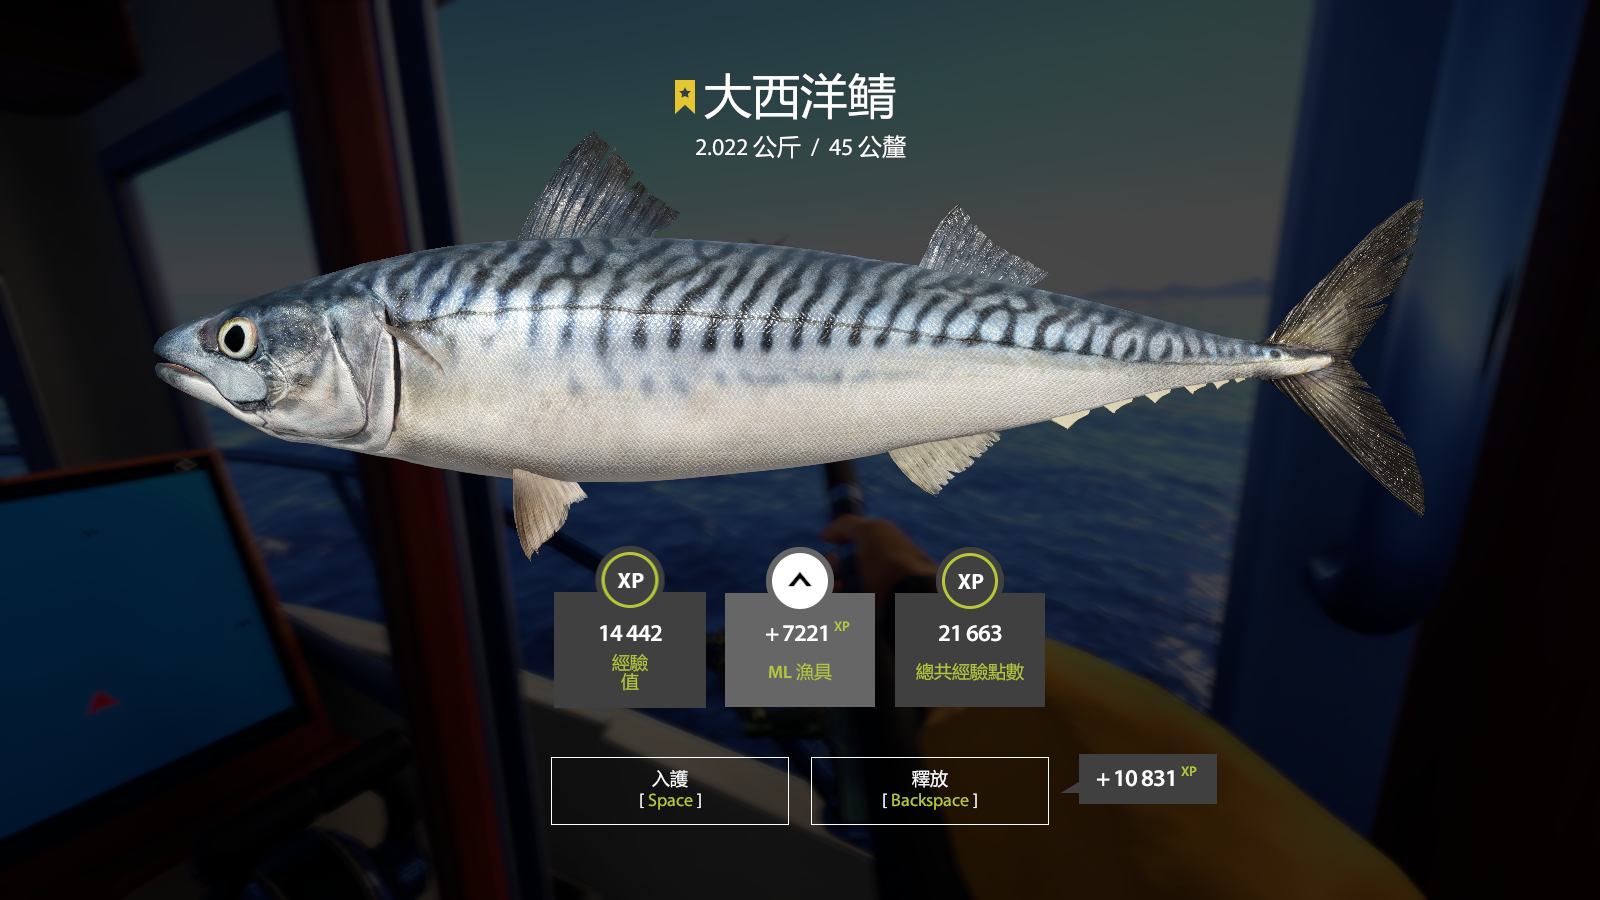 大西洋鯖
2.022 公斤 / 45 公釐
XP
XP
14 442
+ 7221 XP
21 663
經驗
值
ML 漁具
總共經驗點數
入護
[ Space ]
釋放
[ Backspace ]
+ 10 831 XP